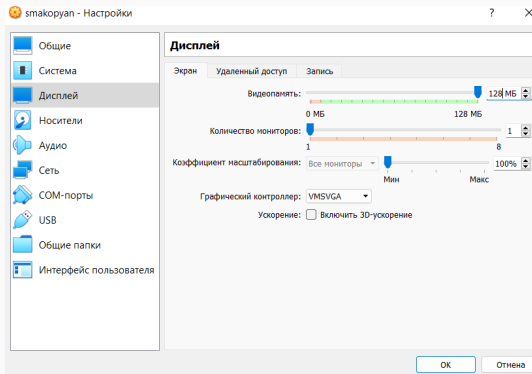 smakopyan - Настройки
?
Общие
Система
Дисплей
Носители
Аудио
Сеть
COM-порты
USB
Общие папки
Интерфейс пользователя
Дисплей
Экран Удаленный доступ Запись
Видеопамять: 128 МБ
0 МБ 128 МБ
Количество мониторов: 1
1 8
Коэффициент масштабирования: Все мониторы 100%
Мин Макс
Графический контроллер: VMSVGA
Ускорение: Включить 3D-ускорение
OK Отмена